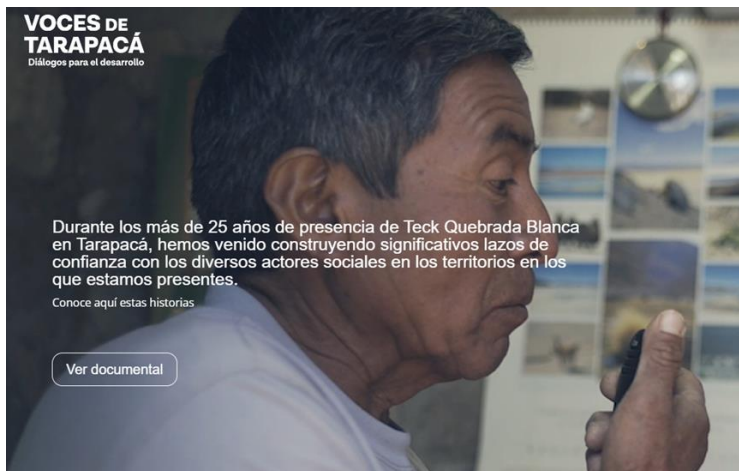 VOCES DE
TARAPACÁ
Diálogos para el desarrollo
Durante los más de 25 años de presencia de Teck Quebrada Blanca
en Tarapacá, hemos venido construyendo significativos lazos de
confianza con los diversos actores sociales en los territorios en los
que estamos presentes.
Conoce aquí estas historias
Ver documental